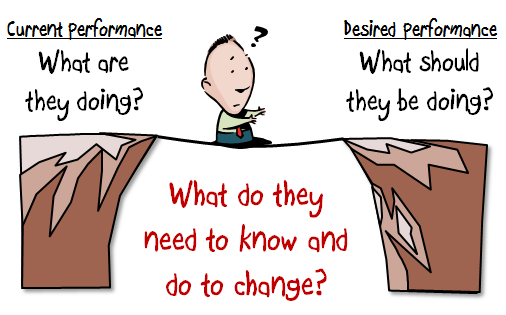 Current Performance
What are
they doing?
?
Desired Performance
What should
they be doing?
What do they
need to know and
do to change?